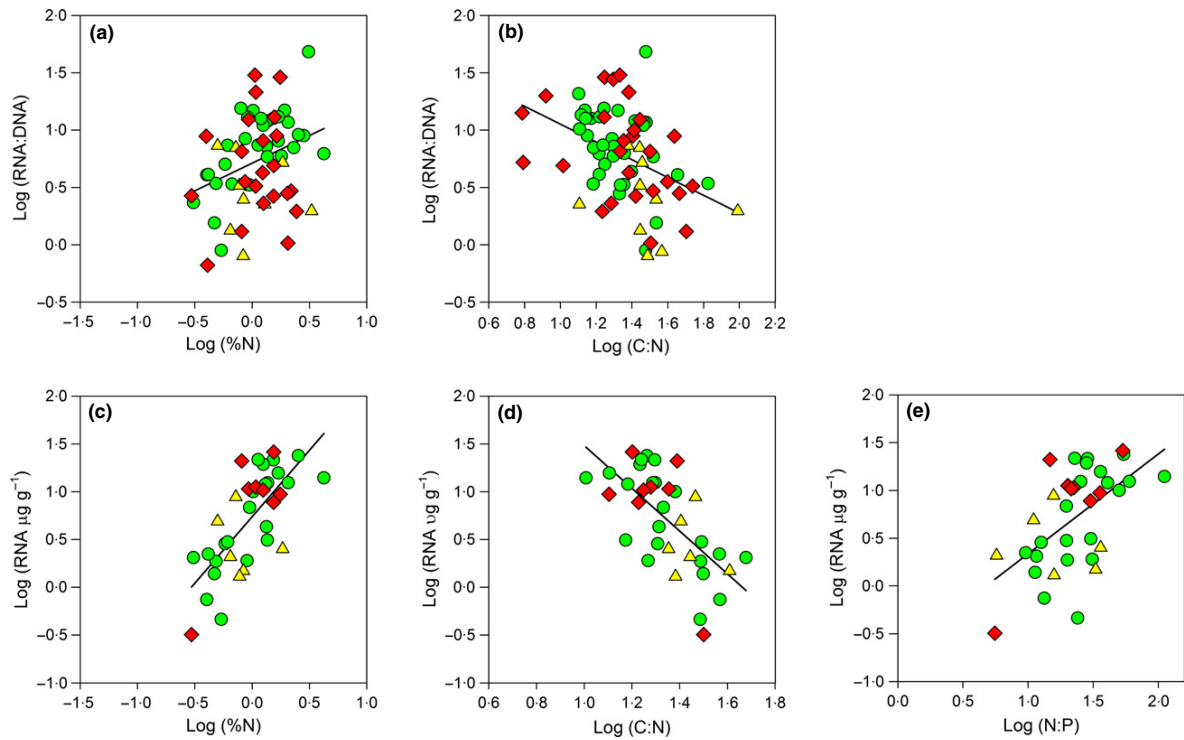 (a)
2·0
1·5
1·0
0·5
0·0
–0·5
Log (RNA:DNA)
–1·5 –1·0 –0·5 0·0 0·5 1·0
Log (%N)
(b)
2·0
1·5
1·0
0·5
0·0
–0·5
Log (RNA:DNA)
0·6 0·8 1·0 1·2 1·4 1·6 1·8 2·0 2·2
Log (C:N)
(c)
2·0
1·5
1·0
0·5
0·0
–0·5
–1·0
Log (RNA µg g⁻¹)
–1·5 –1·0 –0·5 0·0 0·5 1·0
Log (%N)
(d)
2·0
1·5
1·0
0·5
0·0
–0·5
–1·0
Log (RNA υg g⁻¹)
0·6 0·8 1·0 1·2 1·4 1·6 1·8
Log (C:N)
(e)
2·0
1·5
1·0
0·5
0·0
–0·5
–1·0
Log (RNA µg g⁻¹)
0·0 0·5 1·0 1·5 2·0
Log (N:P)